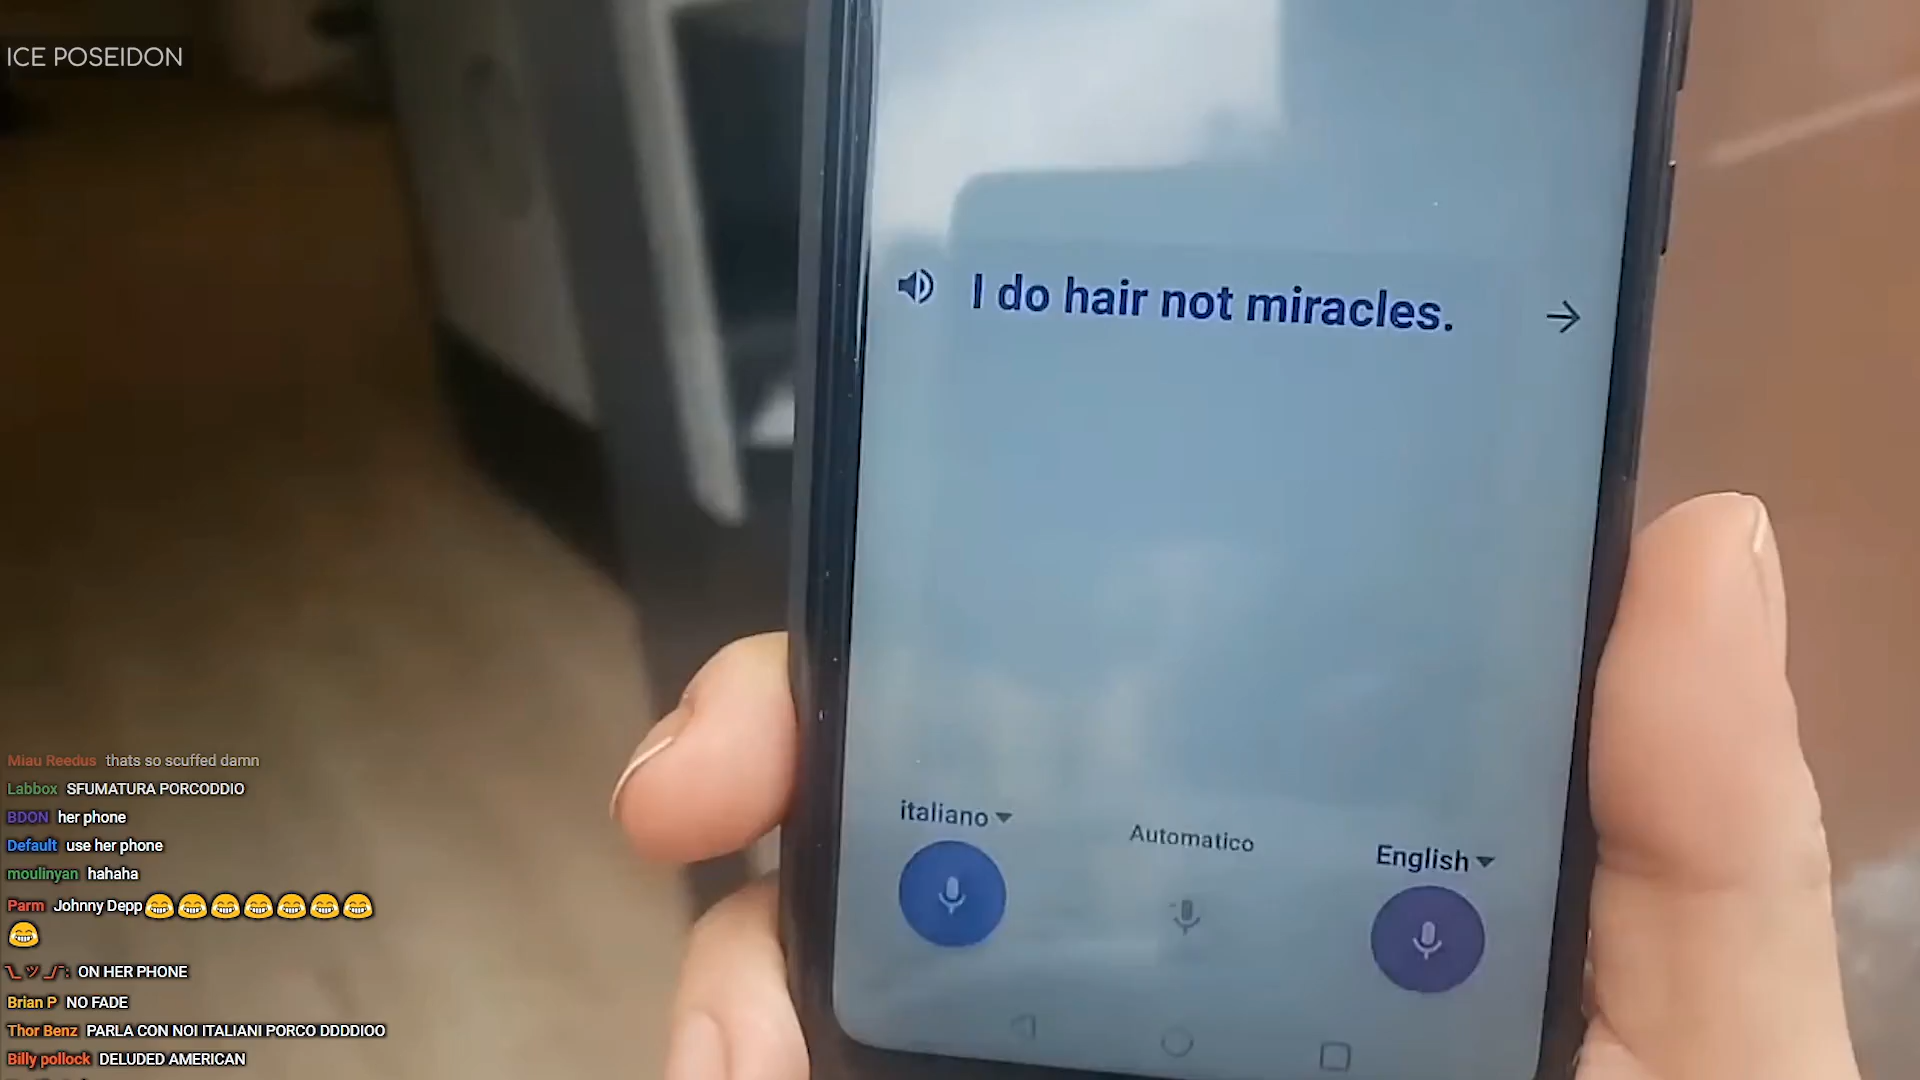 ICE POSEIDON
I do hair not miracles.
italiano
Automatico
English
Miau Reedus thats so scuffed damn
Labbox SFUMATURA PORCODDIO
BDON her phone
Default use her phone
moulinyan hahaha
Parm Johnny Depp 😂😂😂😂😂😂😂
😂
ON HER PHONE
Brian P NO FADE
Thor Benz PARLA CON NOI ITALIANI PORCO DDDDIOO
Billy pollock DELUDED AMERICAN